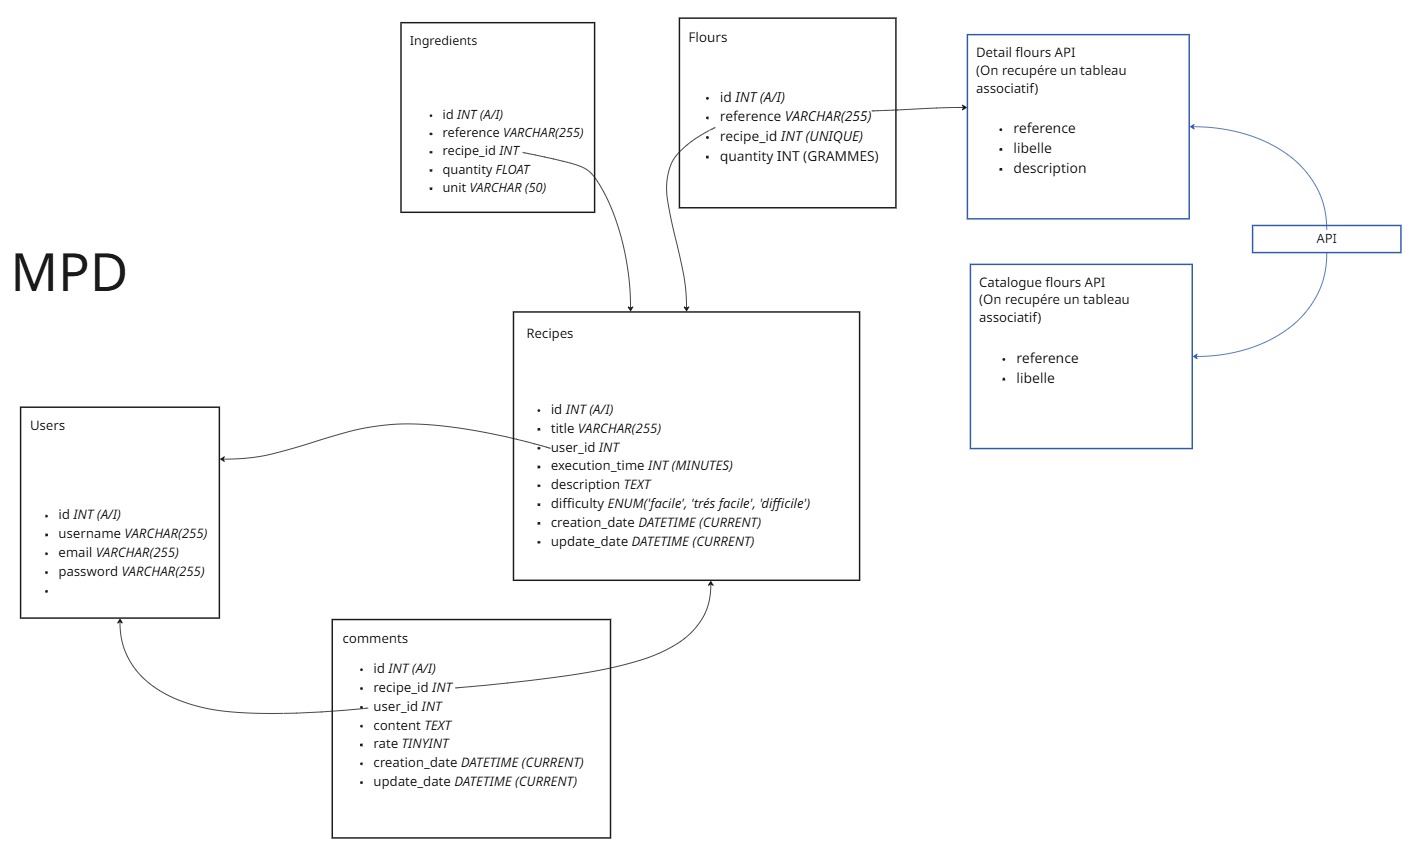 Ingredients
id INT (A/I)
reference VARCHAR(255)
recipe_id INT
quantity FLOAT
unit VARCHAR (50)
Flours
id INT (A/I)
reference VARCHAR(255)
recipe_id INT (UNIQUE)
quantity INT (GRAMMES)
Detail flours API
(On recupére un tableau
associatif)
reference
libelle
description
API
MPD
Catalogue flours API
(On recupére un tableau
associatif)
reference
libelle
Recipes
id INT (A/I)
title VARCHAR(255)
user_id INT
execution_time INT (MINUTES)
description TEXT
difficulty ENUM('facile', 'trés facile', 'difficile')
creation_date DATETIME (CURRENT)
update_date DATETIME (CURRENT)
Users
id INT (A/I)
username VARCHAR(255)
email VARCHAR(255)
password VARCHAR(255)
comments
id INT (A/I)
recipe_id INT
user_id INT
content TEXT
rate TINYINT
creation_date DATETIME (CURRENT)
update_date DATETIME (CURRENT)